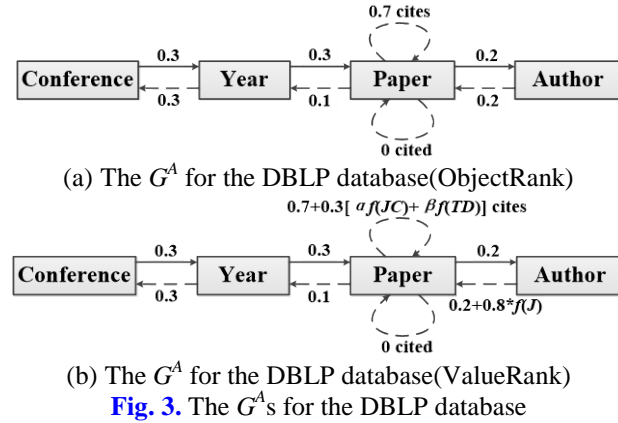 0.7 cites
0.3 0.3 0.2
Conference Year Paper Author
0.3 0.1 0.2
0 cited
(a) The G^A for the DBLP database(ObjectRank)
0.7+0.3[ αf(JC)+ βf(TD)] cites
0.3 0.3 0.2
Conference Year Paper Author
0.3 0.1 0.2+0.8*f(J)
0 cited
(b) The G^A for the DBLP database(ValueRank)
Fig. 3. The G^As for the DBLP database